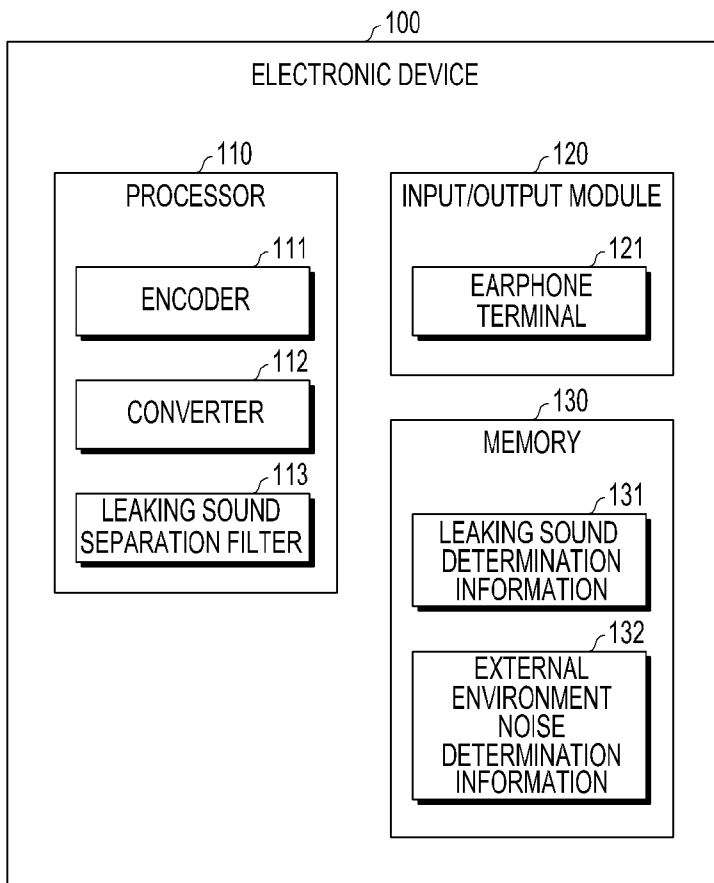 100
ELECTRONIC DEVICE
110
PROCESSOR
111
ENCODER
112
CONVERTER
113
LEAKING SOUND
SEPARATION FILTER
120
INPUT/OUTPUT MODULE
121
EARPHONE
TERMINAL
130
MEMORY
131
LEAKING SOUND
DETERMINATION
INFORMATION
132
EXTERNAL
ENVIRONMENT
NOISE
DETERMINATION
INFORMATION